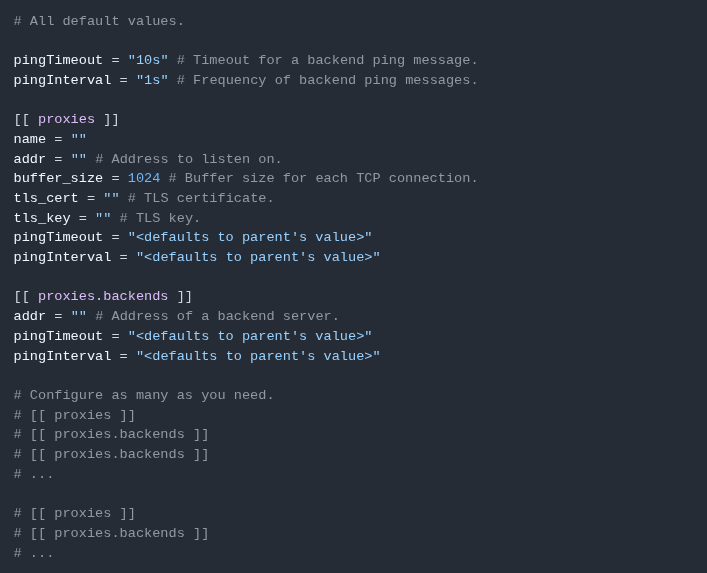 # All default values.

pingTimeout = "10s" # Timeout for a backend ping message.
pingInterval = "1s" # Frequency of backend ping messages.

[[ proxies ]]
name = ""
addr = "" # Address to listen on.
buffer_size = 1024 # Buffer size for each TCP connection.
tls_cert = "" # TLS certificate.
tls_key = "" # TLS key.
pingTimeout = "<defaults to parent's value>"
pingInterval = "<defaults to parent's value>"

[[ proxies.backends ]]
addr = "" # Address of a backend server.
pingTimeout = "<defaults to parent's value>"
pingInterval = "<defaults to parent's value>"

# Configure as many as you need.
# [[ proxies ]]
# [[ proxies.backends ]]
# [[ proxies.backends ]]
# ...

# [[ proxies ]]
# [[ proxies.backends ]]
# ...